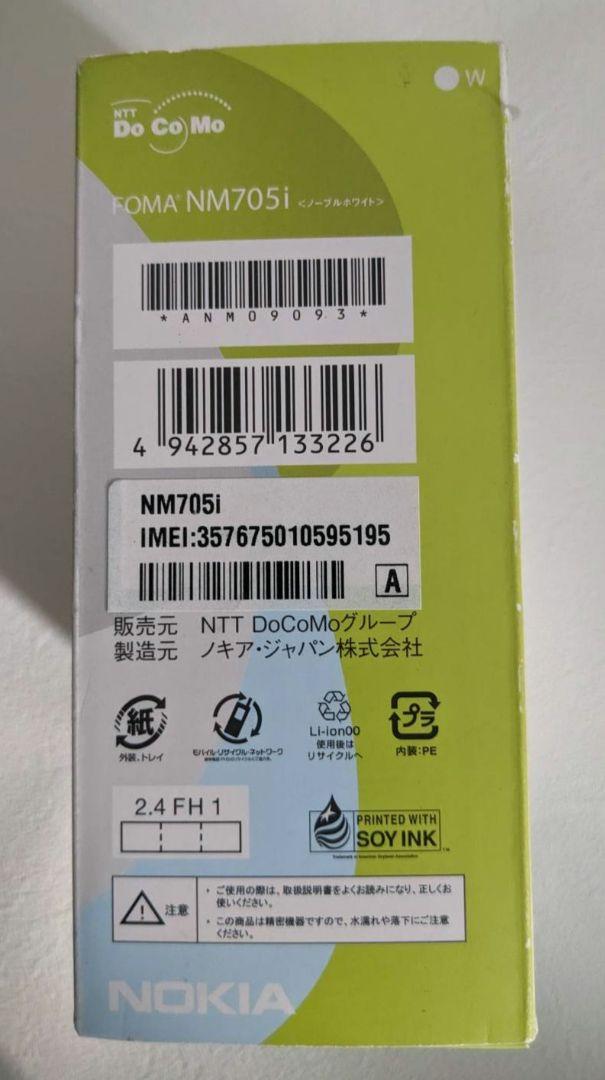 W
NTT
DoCoMo
FOMA® NM705i <ノーブルホワイト>
*ANM09093*
4 942857 133226
NM705i
IMEI:357675010595195
A
販売元 NTT DoCoMoグループ
製造元 ノキア・ジャパン株式会社
紙
外装、トレイ
モバイル・リサイクル・ネットワーク
Li-ion00
使用後は
リサイクルへ
プラ
内装:PE
2.4 FH 1
PRINTED WITH
SOY INK™
Trademark of American Soybean Association
注意
・ご使用の際は、取扱説明書をよくお読みになり、正しくお
使いください。
・この商品は精密機器ですので、水濡れや落下にご注意
ください。
NOKIA